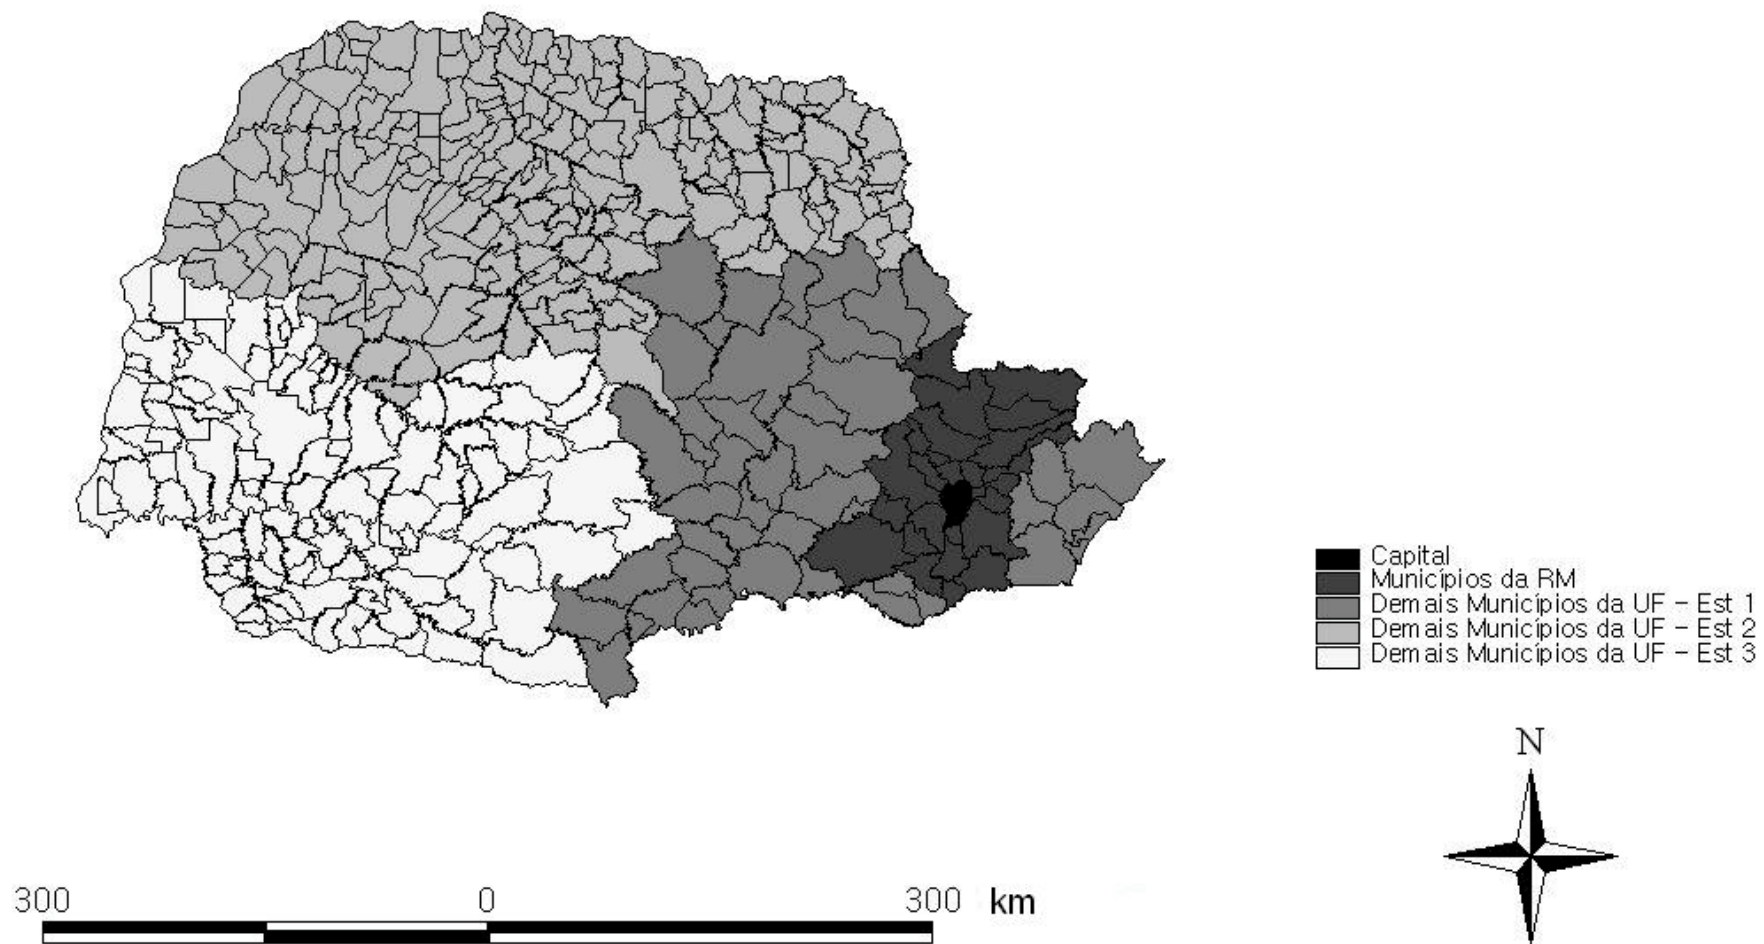 Capital
Municípios da RM
Demais Municípios da UF - Est 1
Demais Municípios da UF - Est 2
Demais Municípios da UF - Est 3
N
300 0 300 km